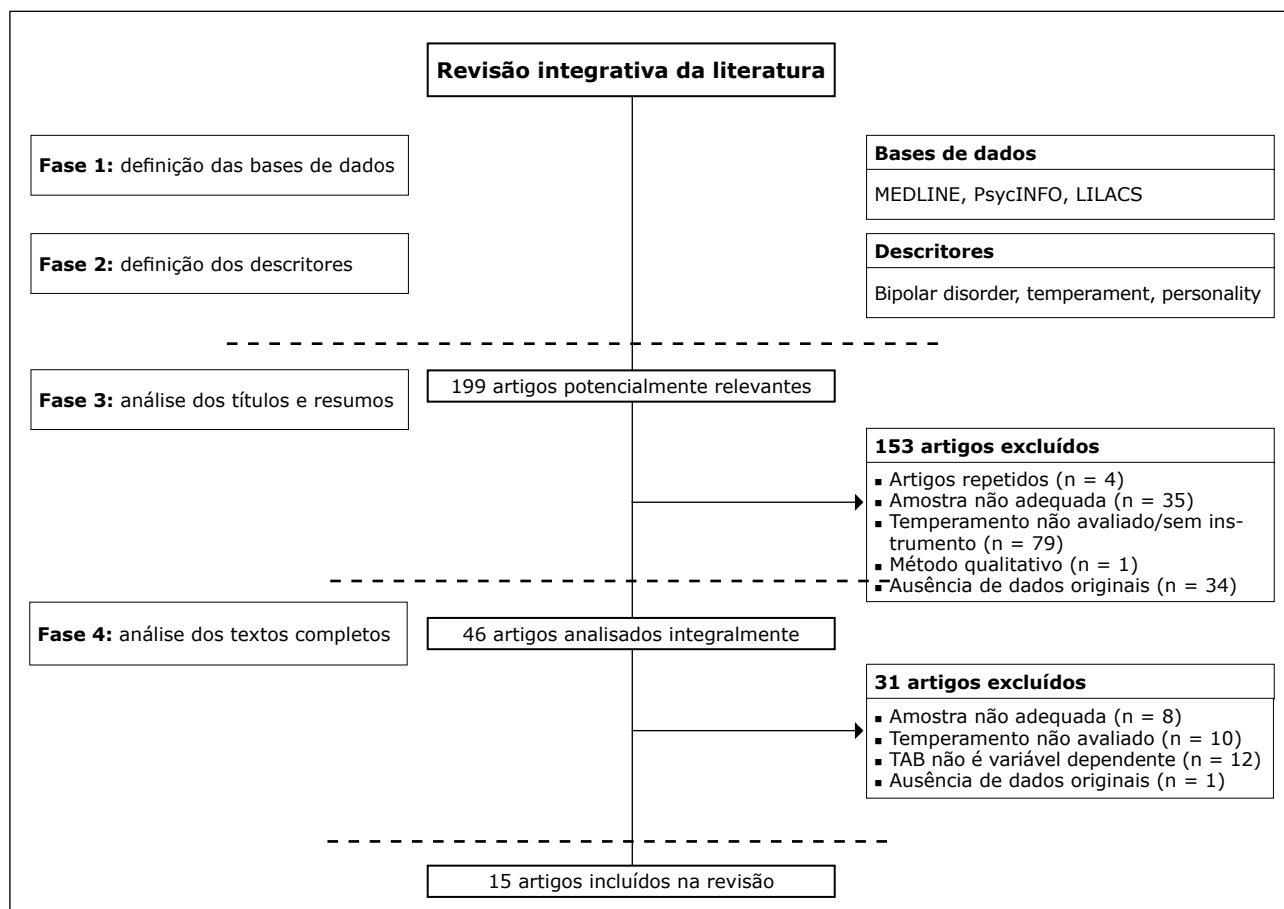 Revisão integrativa da literatura
Fase 1: definição das bases de dados
Bases de dados
MEDLINE, PsycINFO, LILACS
Fase 2: definição dos descritores
Descritores
Bipolar disorder, temperament, personality
199 artigos potencialmente relevantes
Fase 3: análise dos títulos e resumos
153 artigos excluídos
▪ Artigos repetidos (n = 4)
▪ Amostra não adequada (n = 35)
▪ Temperamento não avaliado/sem ins-
trumento (n = 79)
▪ Método qualitativo (n = 1)
▪ Ausência de dados originais (n = 34)
Fase 4: análise dos textos completos
46 artigos analisados integralmente
31 artigos excluídos
▪ Amostra não adequada (n = 8)
▪ Temperamento não avaliado (n = 10)
▪ TAB não é variável dependente (n = 12)
▪ Ausência de dados originais (n = 1)
15 artigos incluídos na revisão